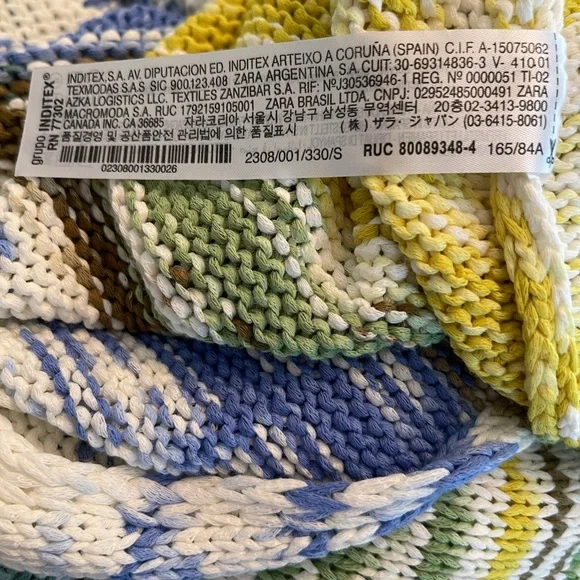 grupo INDITEX®
RN 77302
INDITEX.S.A. AV. DIPUTACION ED. INDITEX ARTEIXO A CORUÑA (SPAIN) C.I.F. A-15075062
TEXMODAS S.A.S SIC 900.123.408 ZARA ARGENTINA S.A. CUIT: 30-69314836-3 V- 410 01
AZKA LOGISTICS LLC. TEXTILES ZANZIBAR S.A. RIF: NºJ30536946-1 REG. Nº 0000051 TI-02
MACROMODA S.A. RUC 1792159105001 ZARA BRASIL LTDA, CNPJ: 02952485000491 ZARA
CANADA INC. CA 36685 자라코리아 서울시 강남구 삼성동 무역센터 20층 02-3413-9800
품질경영 및 공산품안전 관리법에 의한 품질표시 (株) ザラ・ジャパン (03-6415-8061)
02308001330026
2308/001/330/S
RUC 80089348-4
165/84A